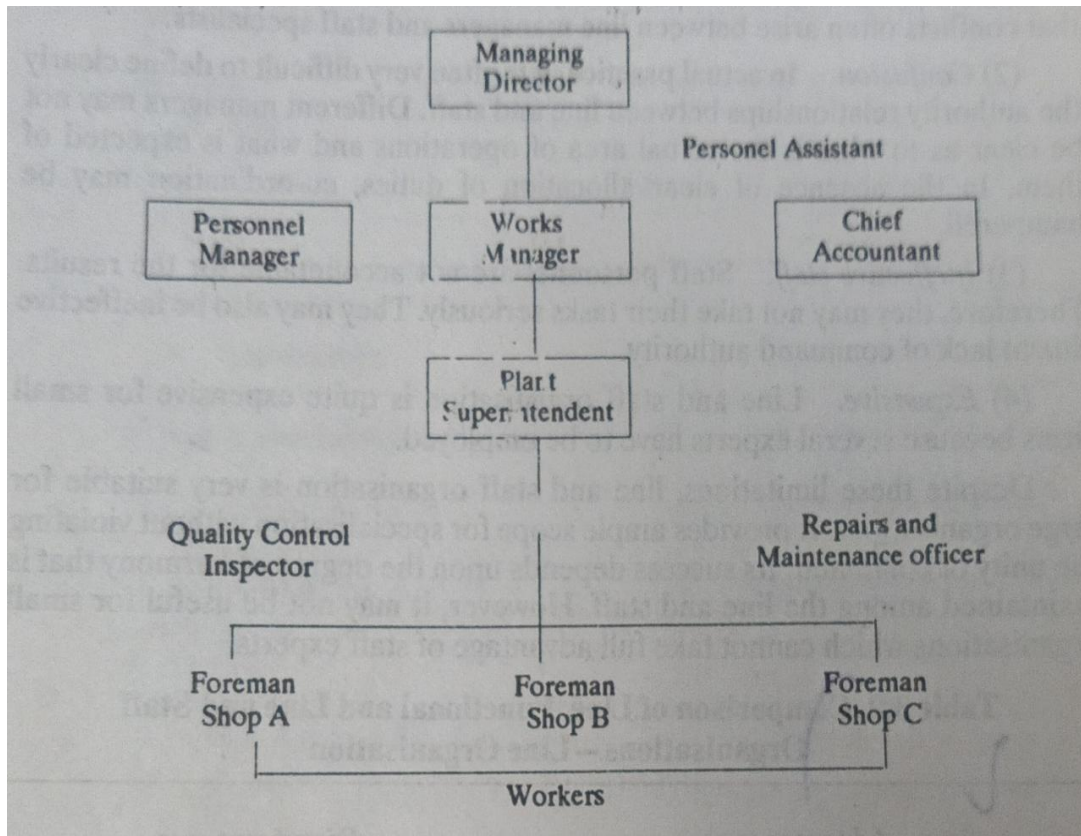 Managing
Director
Personel Assistant
Personnel
Manager
Works
Manager
Chief
Accountant
Plant
Superintendent
Quality Control
Inspector
Repairs and
Maintenance officer
Foreman
Shop A
Foreman
Shop B
Foreman
Shop C
Workers